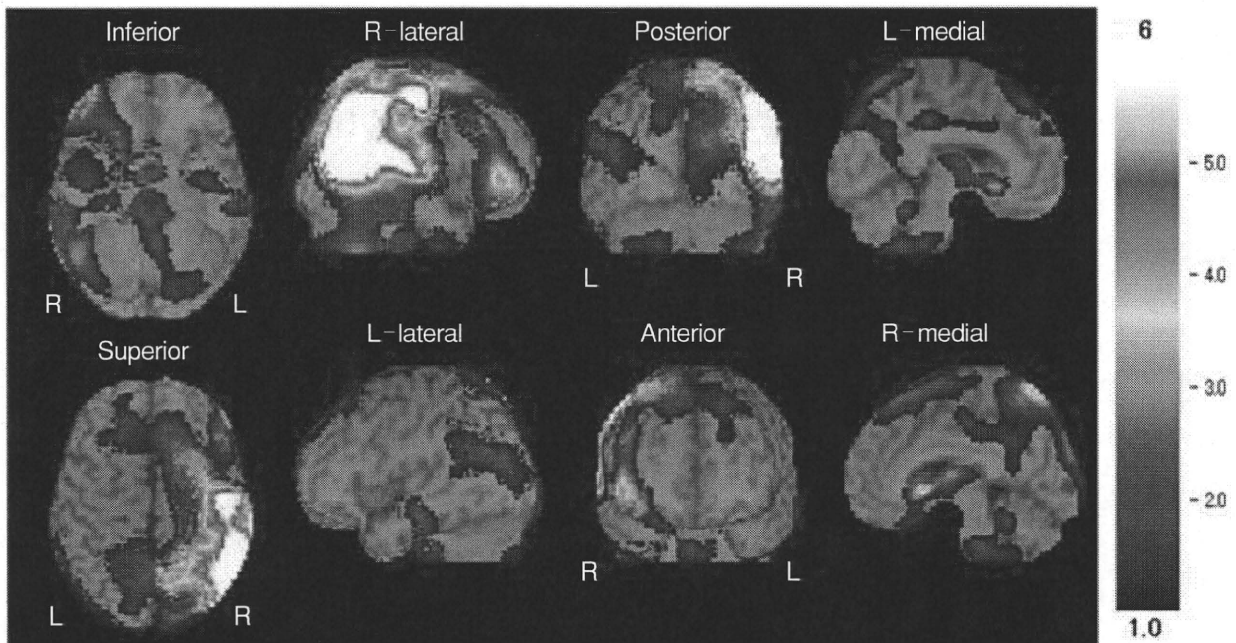 Inferior
R-lateral
Posterior
L-medial
6
5.0
4.0
3.0
2.0
1.0
R
L
L
R
Superior
L-lateral
Anterior
R-medial
L
R
R
L